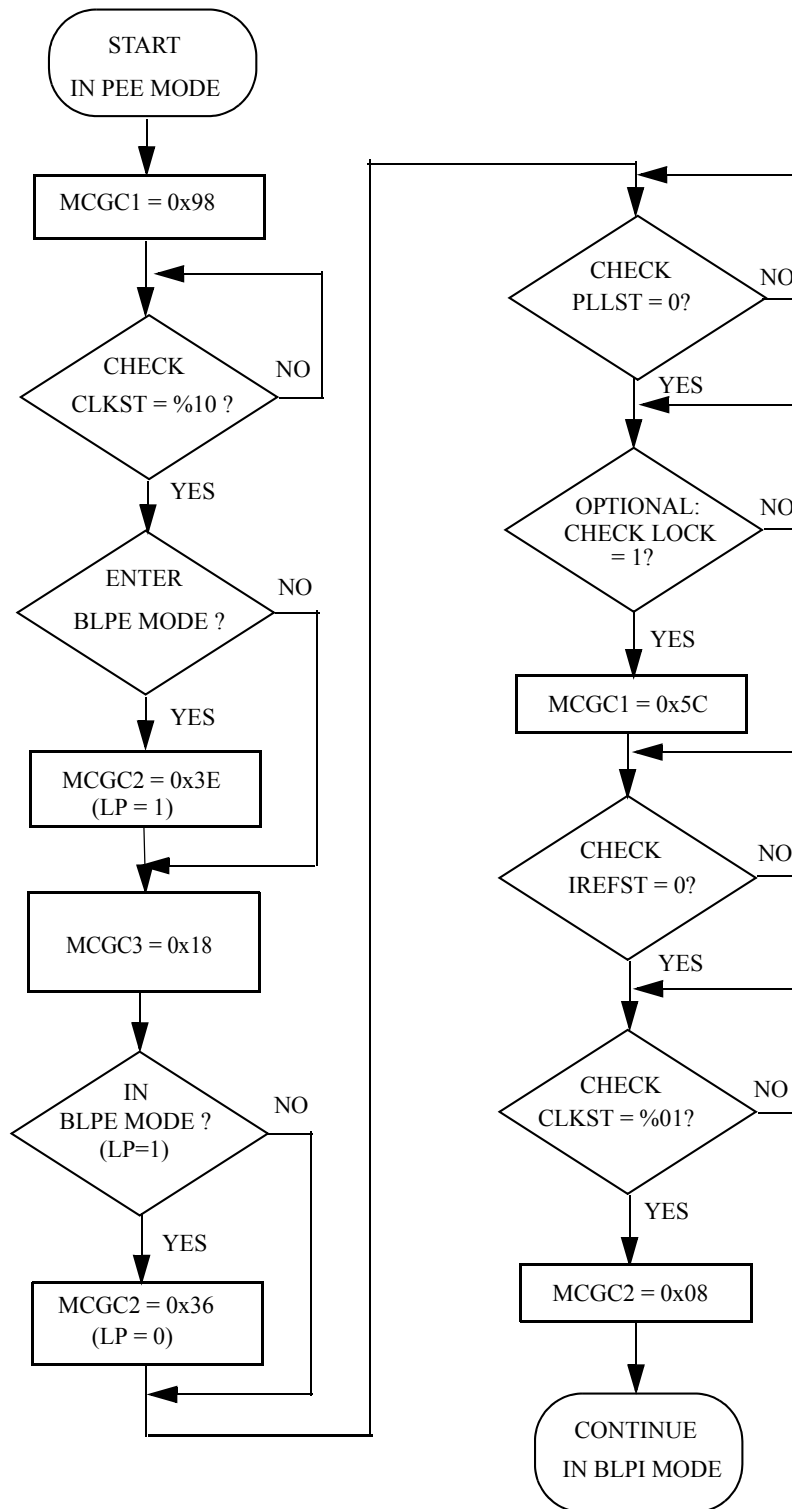 START
IN PEE MODE
MCGC1 = 0x98
CHECK
CLKST = %10 ?
NO
YES
ENTER
BLPE MODE ?
NO
YES
MCGC2 = 0x3E
(LP = 1)
MCGC3 = 0x18
IN
BLPE MODE ?
(LP=1)
NO
YES
MCGC2 = 0x36
(LP = 0)
CHECK
PLLST = 0?
NO
YES
OPTIONAL:
CHECK LOCK
= 1?
NO
YES
MCGC1 = 0x5C
CHECK
IREFST = 0?
NO
YES
CHECK
CLKST = %01?
NO
YES
MCGC2 = 0x08
CONTINUE
IN BLPI MODE